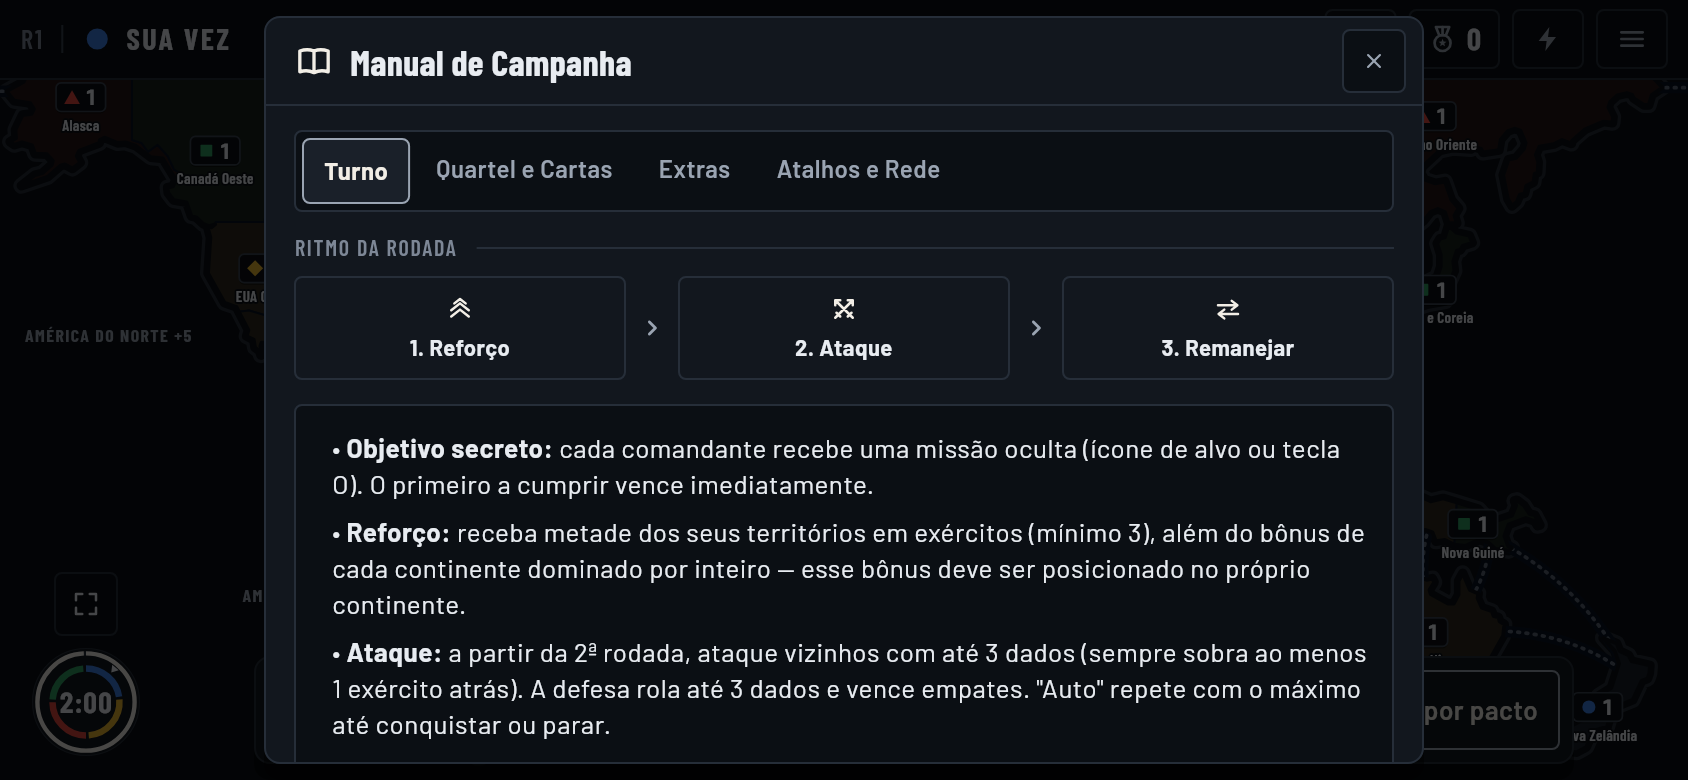 R1
SUA VEZ
0
Manual de Campanha
1
Alasca
1
Canadá Oeste
EUA
AMÉRICA DO NORTE +5
Turno
Quartel e Cartas
Extras
Atalhos e Rede
RITMO DA RODADA
1. Reforço
2. Ataque
3. Remanejar
• Objetivo secreto: cada comandante recebe uma missão oculta (ícone de alvo ou tecla
O). O primeiro a cumprir vence imediatamente.
• Reforço: receba metade dos seus territórios em exércitos (mínimo 3), além do bônus de
cada continente dominado por inteiro — esse bônus deve ser posicionado no próprio
continente.
• Ataque: a partir da 2ª rodada, ataque vizinhos com até 3 dados (sempre sobra ao menos
1 exército atrás). A defesa rola até 3 dados e vence empates. "Auto" repete com o máximo
até conquistar ou parar.
1
Oriente
1
e Coreia
1
Nova Guiné
1
AM
2:00
por pacto
1
va Zelândia